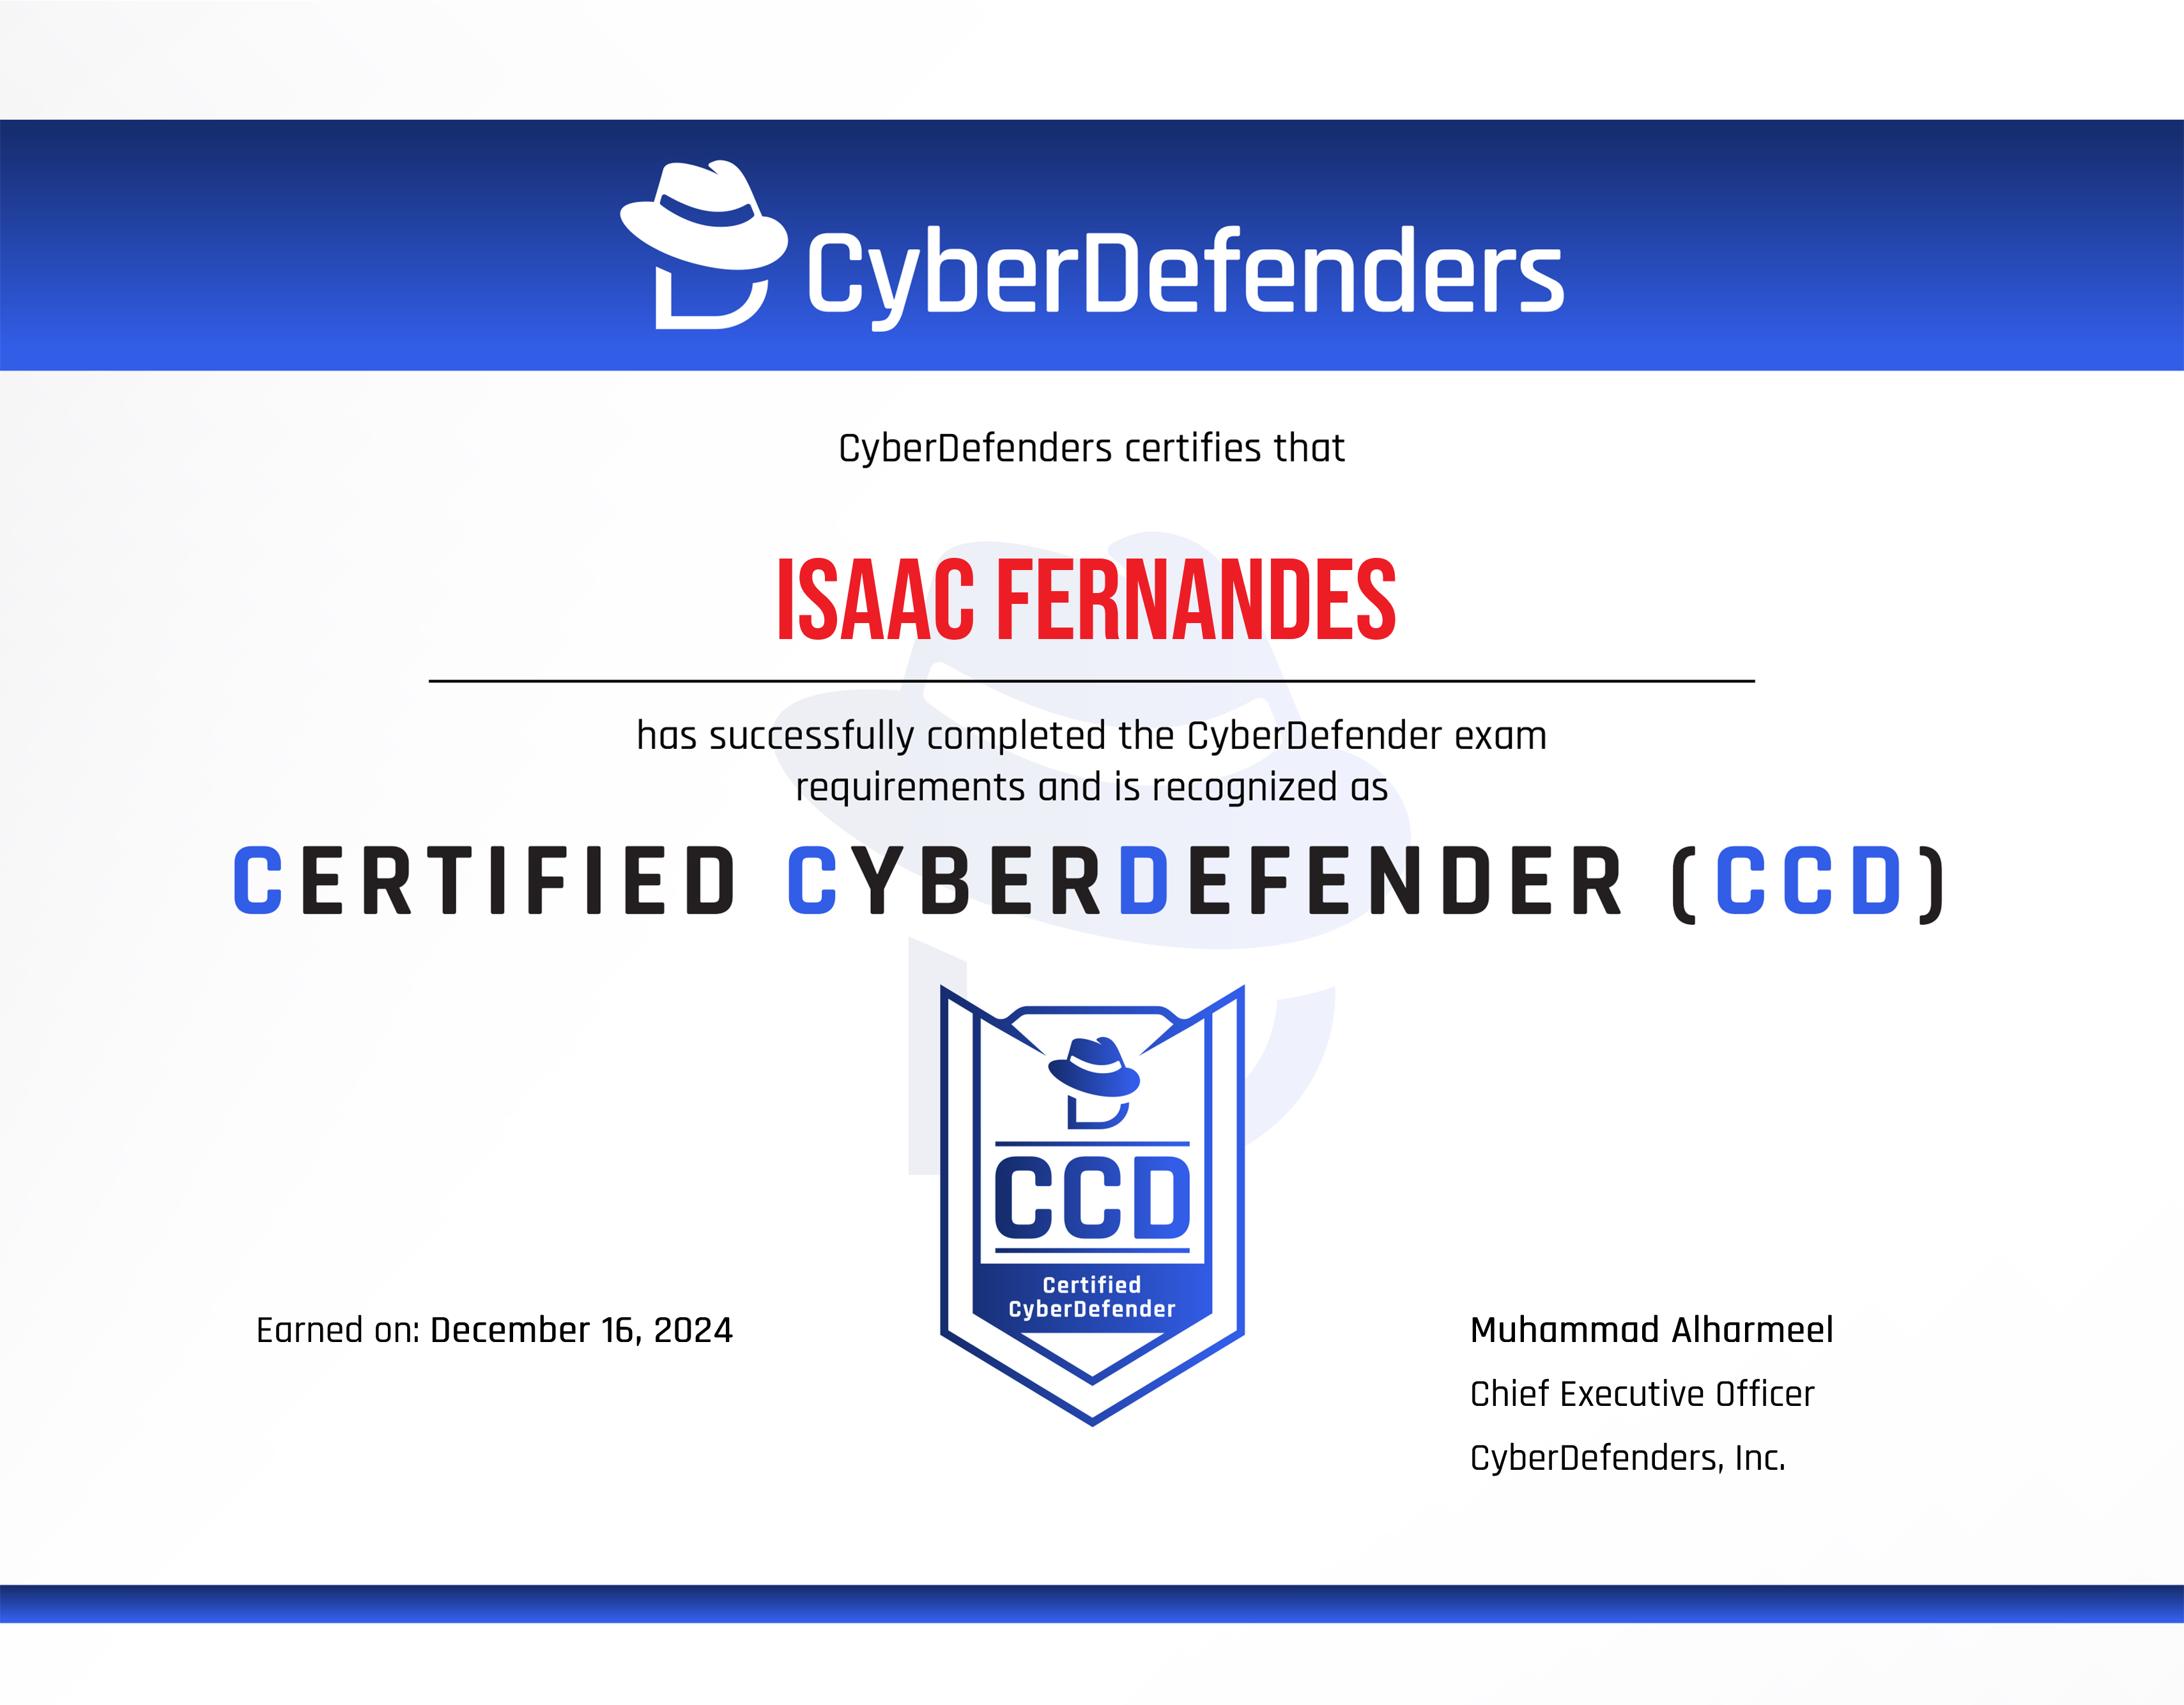 CyberDefenders
CyberDefenders certifies that
ISAAC FERNANDES
has successfully completed the CyberDefender exam
requirements and is recognized as
CERTIFIED CYBERDEFENDER (CCD)
CCD
Certified
CyberDefender
Earned on: December 16, 2024
Muhammad Alharmeel
Chief Executive Officer
CyberDefenders, Inc.